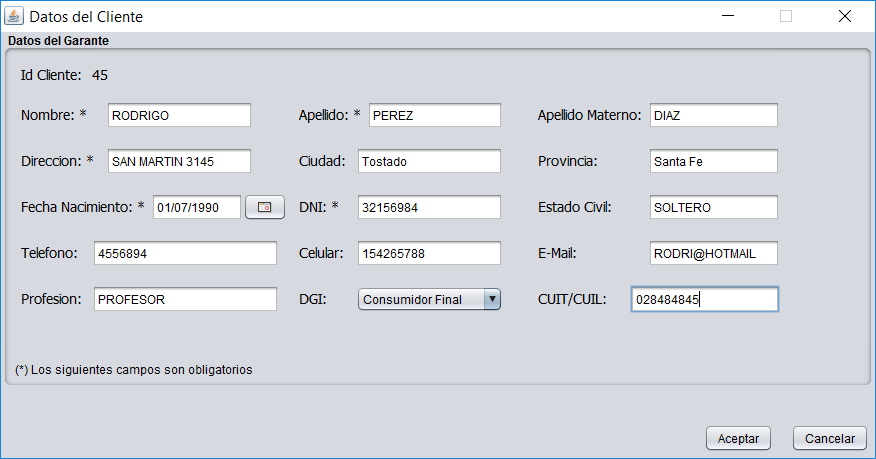 Datos del Cliente
Datos del Garante
Id Cliente: 45
Nombre: * RODRIGO Apellido: * PEREZ Apellido Materno: DIAZ
Direccion: * SAN MARTIN 3145 Ciudad: Tostado Provincia: Santa Fe
Fecha Nacimiento: * 01/07/1990 DNI: * 32156984 Estado Civil: SOLTERO
Telefono: 4556894 Celular: 154265788 E-Mail: RODRI@HOTMAIL
Profesion: PROFESOR DGI: Consumidor Final CUIT/CUIL: 028484845
(*) Los siguientes campos son obligatorios
Aceptar Cancelar